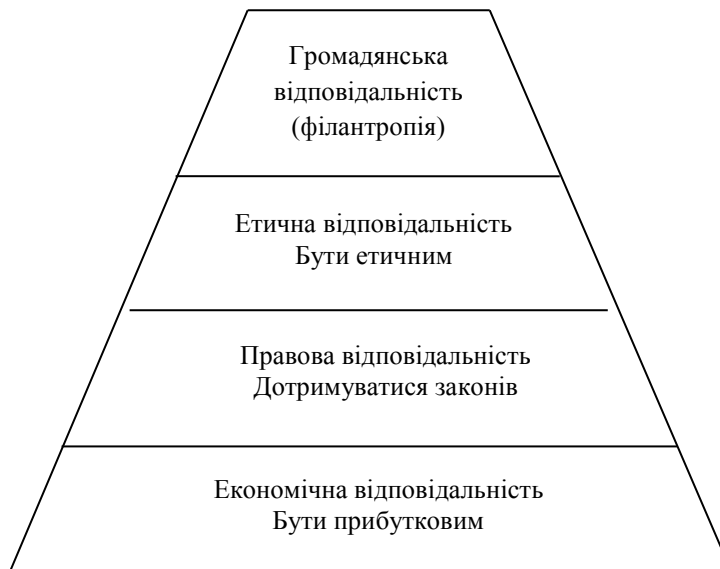 Громадянська
відповідальність
(філантропія)
Етична відповідальність
Бути етичним
Правова відповідальність
Дотримуватися законів
Економічна відповідальність
Бути прибутковим